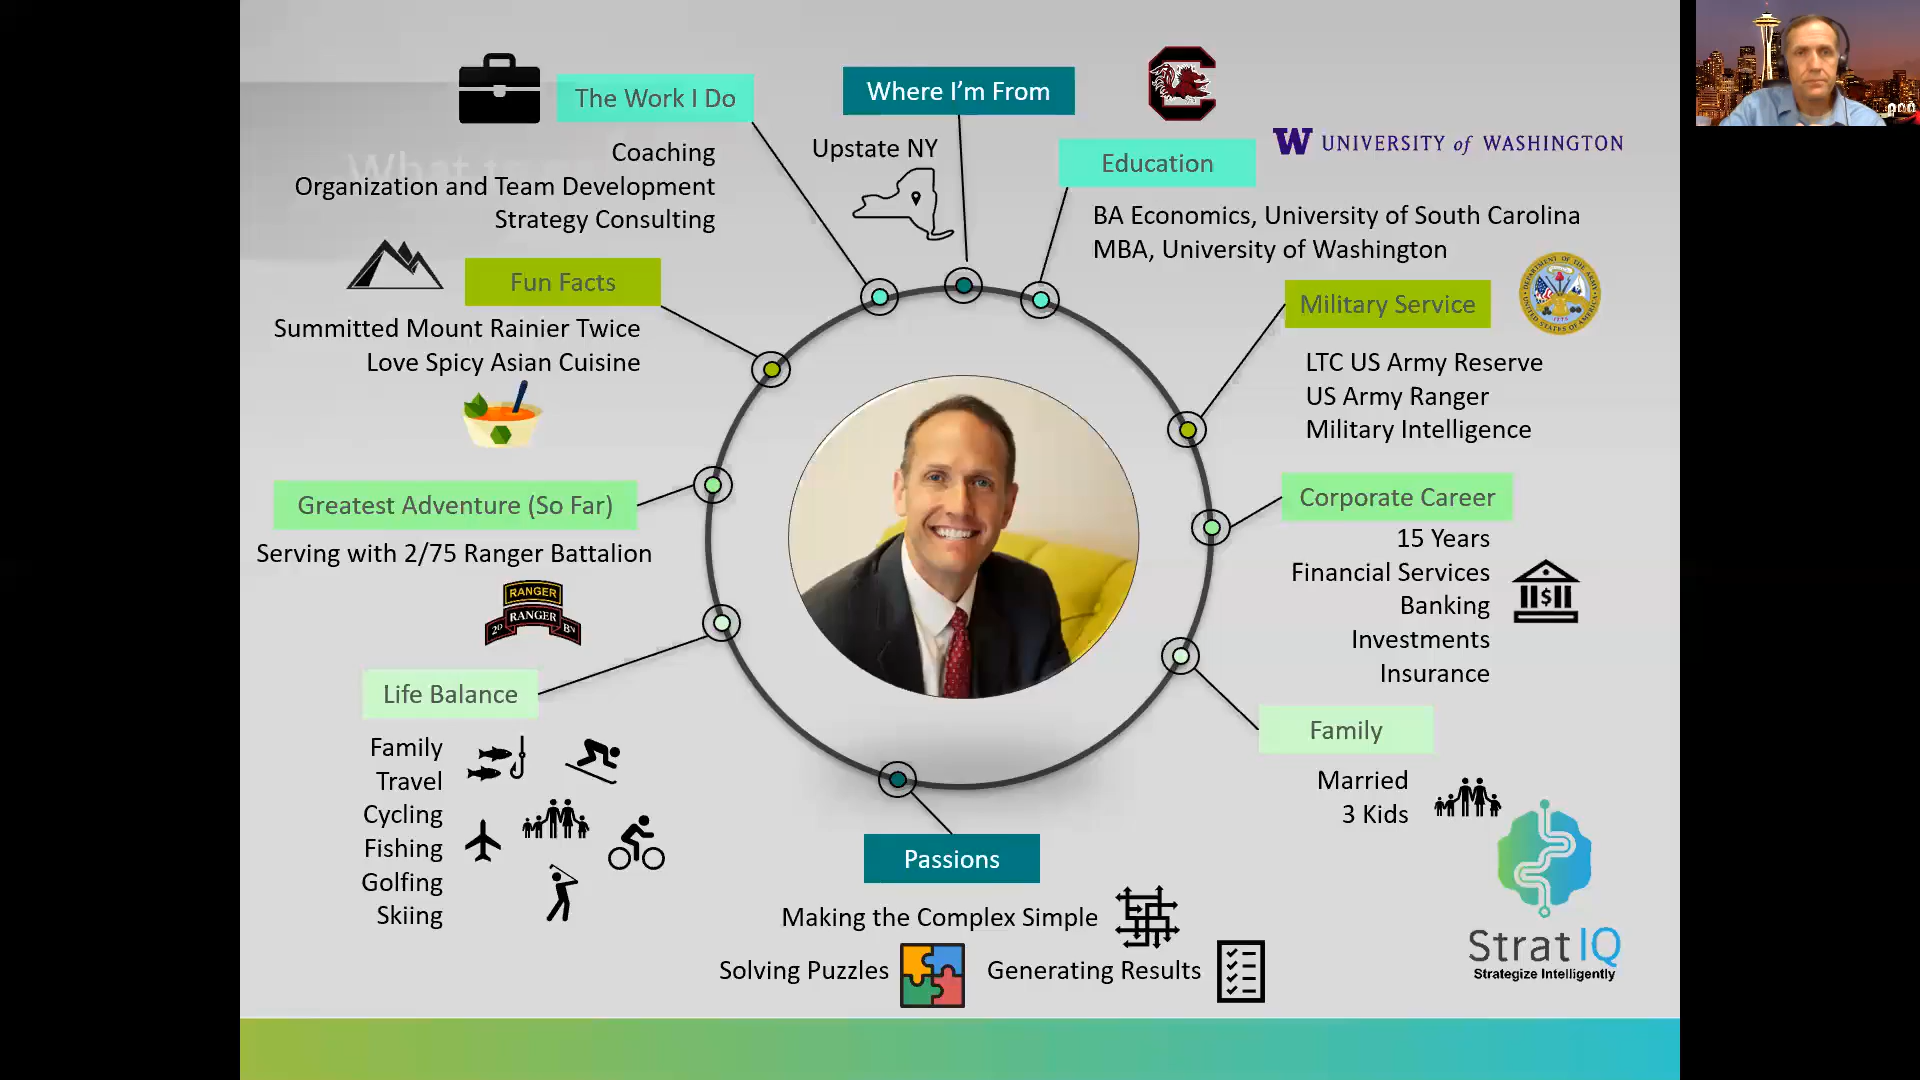 The Work I Do
Coaching
Organization and Team Development
Strategy Consulting
Where I'm From
Upstate NY
Education
UNIVERSITY of WASHINGTON
BA Economics, University of South Carolina
MBA, University of Washington
Fun Facts
Summitted Mount Rainier Twice
Love Spicy Asian Cuisine
Military Service
LTC US Army Reserve
US Army Ranger
Military Intelligence
Greatest Adventure (So Far)
Serving with 2/75 Ranger Battalion
RANGER
2D RANGER BN
Corporate Career
15 Years
Financial Services
Banking
Investments
Insurance
Life Balance
Family
Travel
Cycling
Fishing
Golfing
Skiing
Family
Married
3 Kids
Passions
Making the Complex Simple
Solving Puzzles
Generating Results
StratIQ
Strategize Intelligently